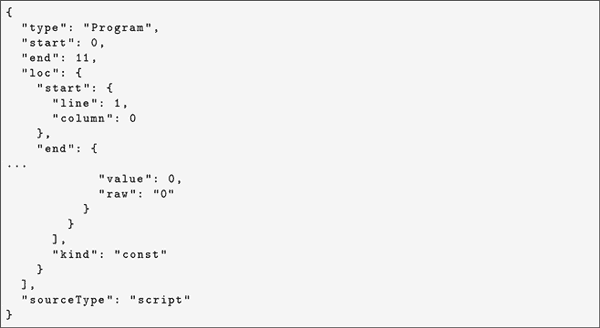 {
  "type": "Program",
  "start": 0,
  "end": 11,
  "loc": {
    "start": {
      "line": 1,
      "column": 0
    },
    "end": {
...
            "value": 0,
            "raw": "0"
          }
        }
      ],
      "kind": "const"
    }
  ],
  "sourceType": "script"
}